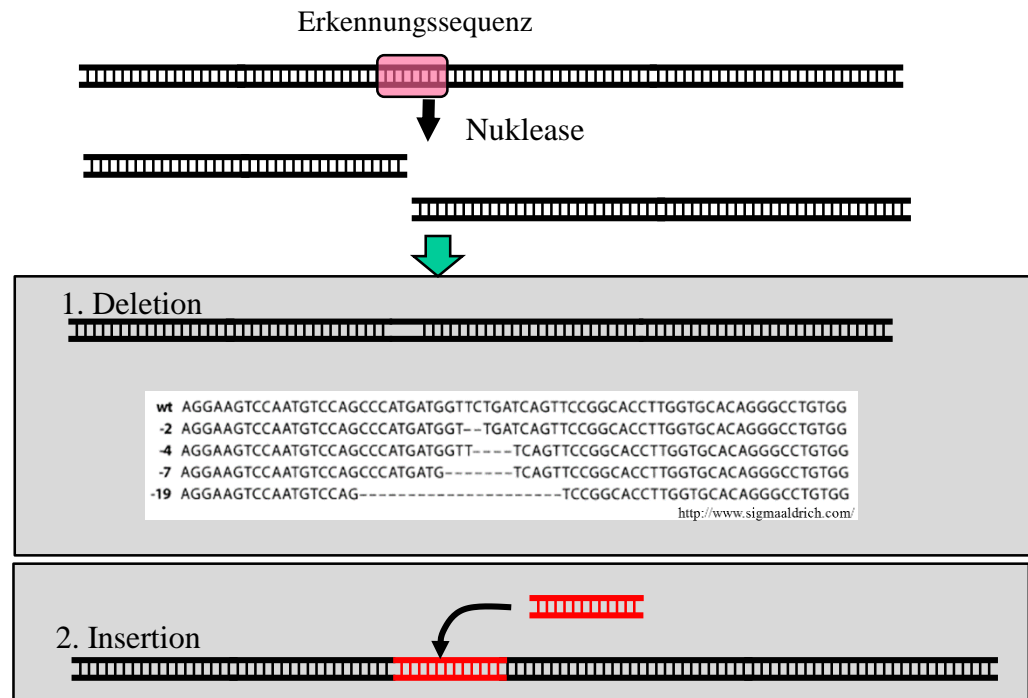 Erkennungssequenz
Nuklease
1. Deletion
wt AGGAAGTCCAATGTCCAGCCCATGATGGTTCTGATCAGTTCCGGCACCTTGGTGCACAGGGCCTGTGG
-2 AGGAAGTCCAATGTCCAGCCCATGATGGT--TGATCAGTTCCGGCACCTTGGTGCACAGGGCCTGTGG
-4 AGGAAGTCCAATGTCCAGCCCATGATGGTT----TCAGTTCCGGCACCTTGGTGCACAGGGCCTGTGG
-7 AGGAAGTCCAATGTCCAGCCCATGATG-------TCAGTTCCGGCACCTTGGTGCACAGGGCCTGTGG
-19 AGGAAGTCCAATGTCCAG-------------------TCCGGCACCTTGGTGCACAGGGCCTGTGG
http://www.sigmaaldrich.com/
2. Insertion